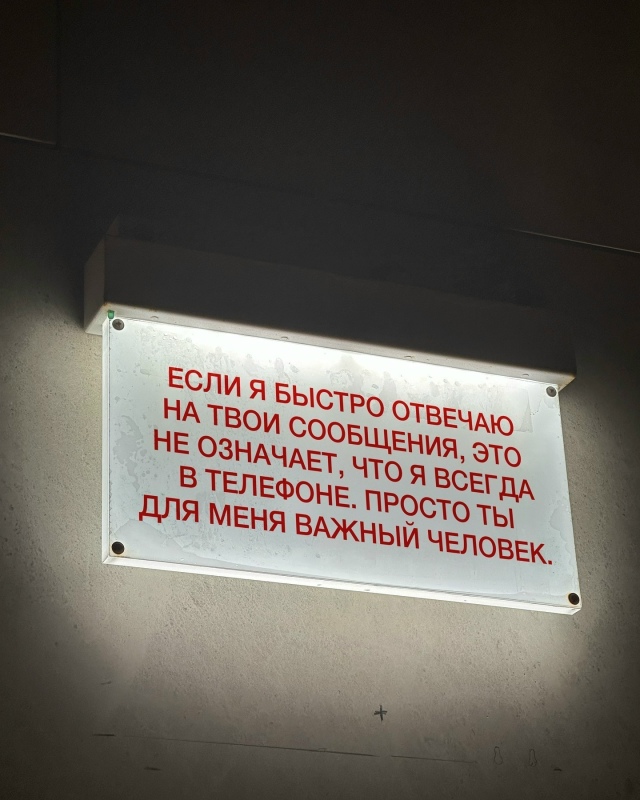 ЕСЛИ Я БЫСТРО ОТВЕЧАЮ
НА ТВОИ СООБЩЕНИЯ, ЭТО
НЕ ОЗНАЧАЕТ, ЧТО Я ВСЕГДА
В ТЕЛЕФОНЕ. ПРОСТО ТЫ
ДЛЯ МЕНЯ ВАЖНЫЙ ЧЕЛОВЕК.